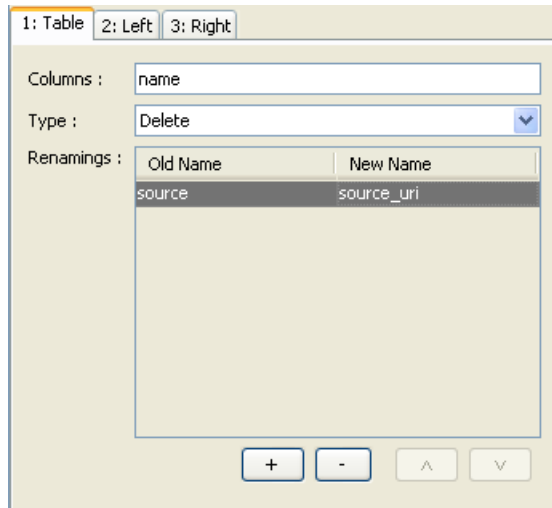 1: Table 2: Left 3: Right
Columns : name
Type : Delete
Renamings : Old Name New Name
source source_uri
+ - ^ v